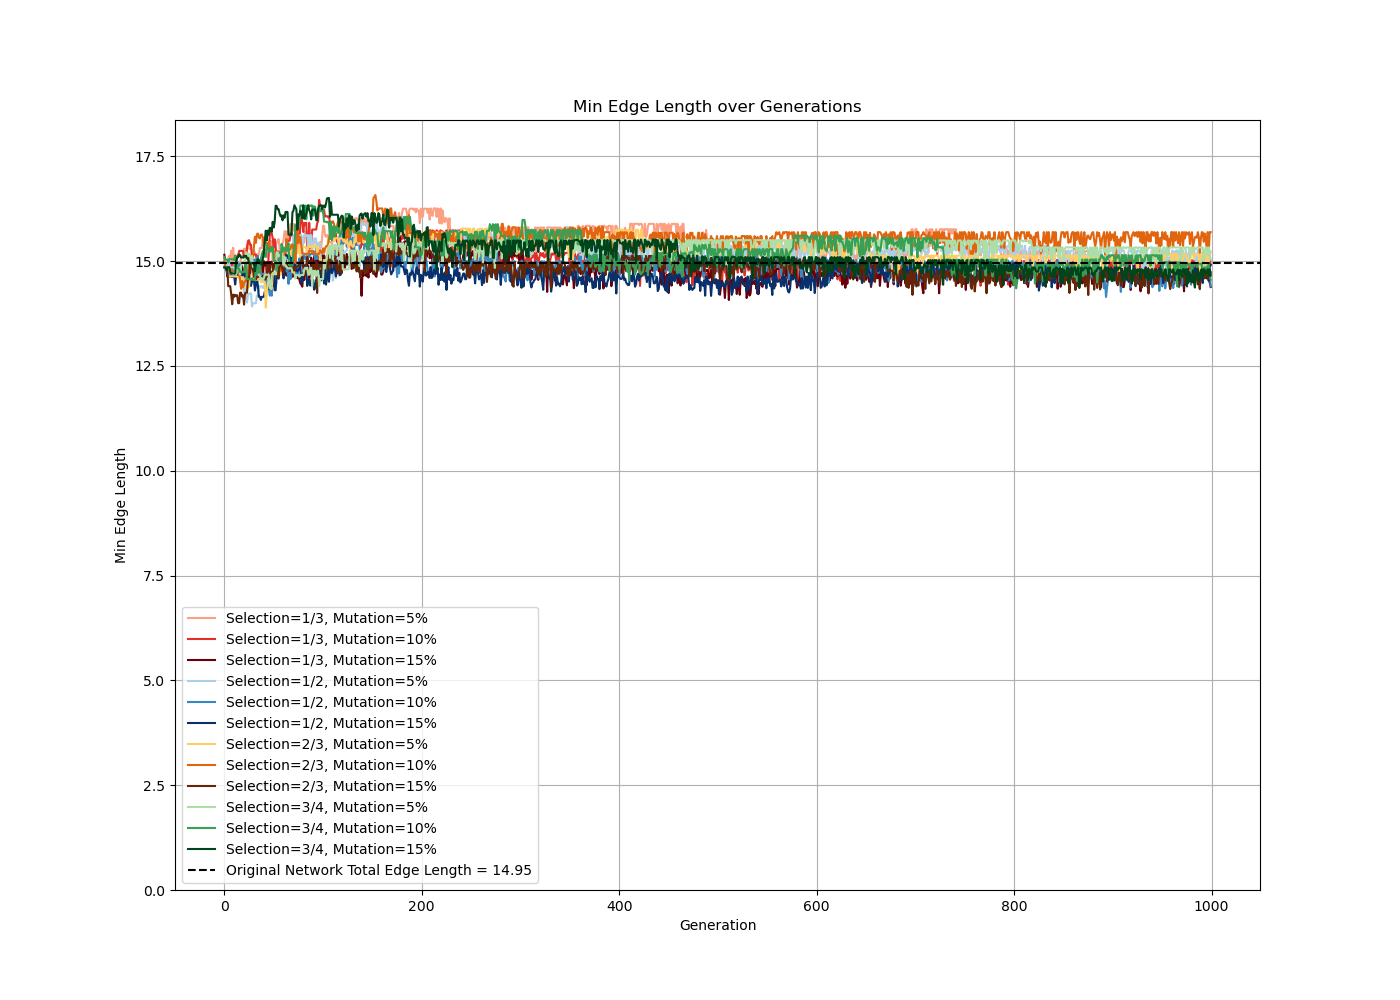 Min Edge Length over Generations
17.5
15.0
12.5
10.0
7.5
5.0
2.5
0.0
Min Edge Length
Selection=1/3, Mutation=5%
Selection=1/3, Mutation=10%
Selection=1/3, Mutation=15%
Selection=1/2, Mutation=5%
Selection=1/2, Mutation=10%
Selection=1/2, Mutation=15%
Selection=2/3, Mutation=5%
Selection=2/3, Mutation=10%
Selection=2/3, Mutation=15%
Selection=3/4, Mutation=5%
Selection=3/4, Mutation=10%
Selection=3/4, Mutation=15%
Original Network Total Edge Length = 14.95
0 200 400 600 800 1000
Generation